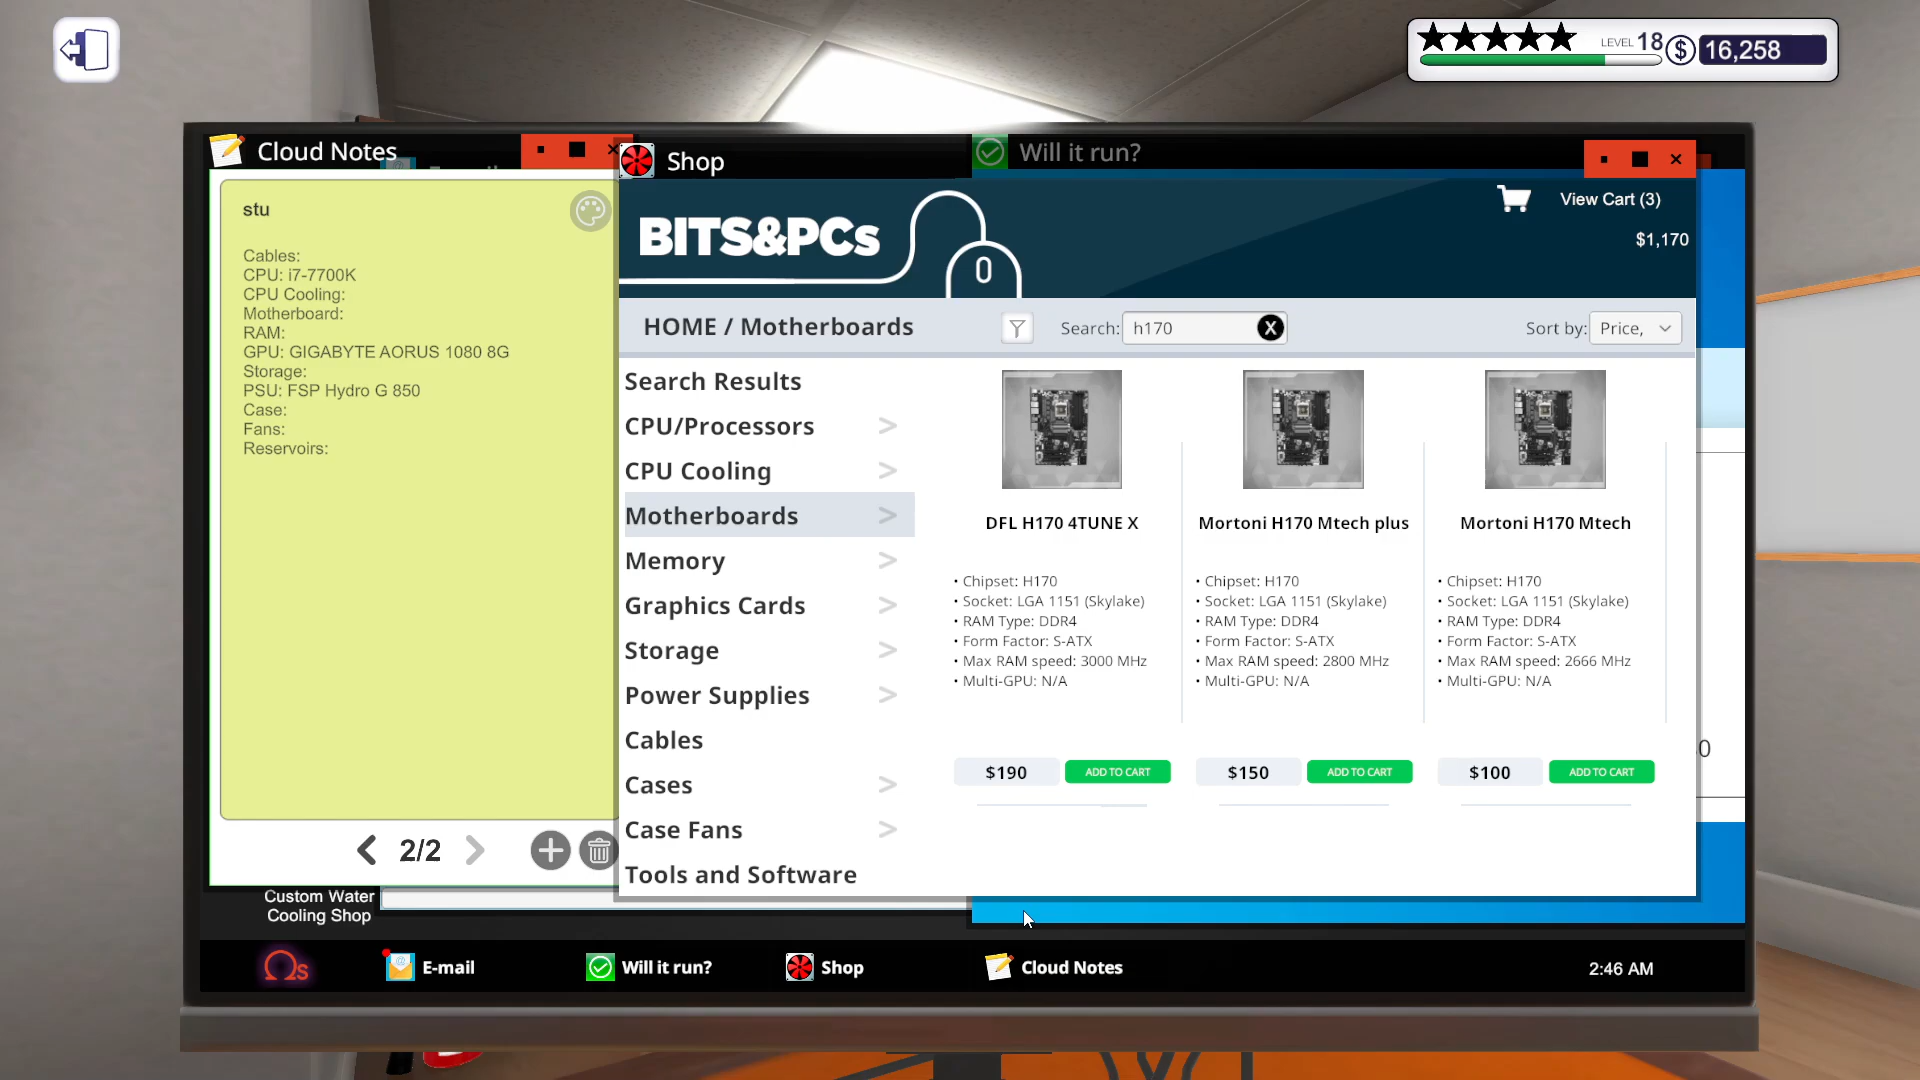 LEVEL 18
$ 16,258
Cloud Notes
Shop
Will it run?
stu
Cables:
CPU: i7-7700K
CPU Cooling:
Motherboard:
RAM:
GPU: GIGABYTE AORUS 1080 8G
Storage:
PSU: FSP Hydro G 850
Case:
Fans:
Reservoirs:
2/2
BITS&PCs
View Cart (3)
$1,170
HOME / Motherboards
Search: h170
X
Sort by: Price,
Search Results
CPU/Processors >
CPU Cooling >
Motherboards >
Memory >
Graphics Cards >
Storage >
Power Supplies >
Cables
Cases >
Case Fans >
Tools and Software
DFL H170 4TUNE X
• Chipset: H170
• Socket: LGA 1151 (Skylake)
• RAM Type: DDR4
• Form Factor: S-ATX
• Max RAM speed: 3000 MHz
• Multi-GPU: N/A
$190 ADD TO CART
Mortoni H170 Mtech plus
• Chipset: H170
• Socket: LGA 1151 (Skylake)
• RAM Type: DDR4
• Form Factor: S-ATX
• Max RAM speed: 2800 MHz
• Multi-GPU: N/A
$150 ADD TO CART
Mortoni H170 Mtech
• Chipset: H170
• Socket: LGA 1151 (Skylake)
• RAM Type: DDR4
• Form Factor: S-ATX
• Max RAM speed: 2666 MHz
• Multi-GPU: N/A
$100 ADD TO CART
Custom Water
Cooling Shop
Ωs
E-mail
Will it run?
Shop
Cloud Notes
2:46 AM